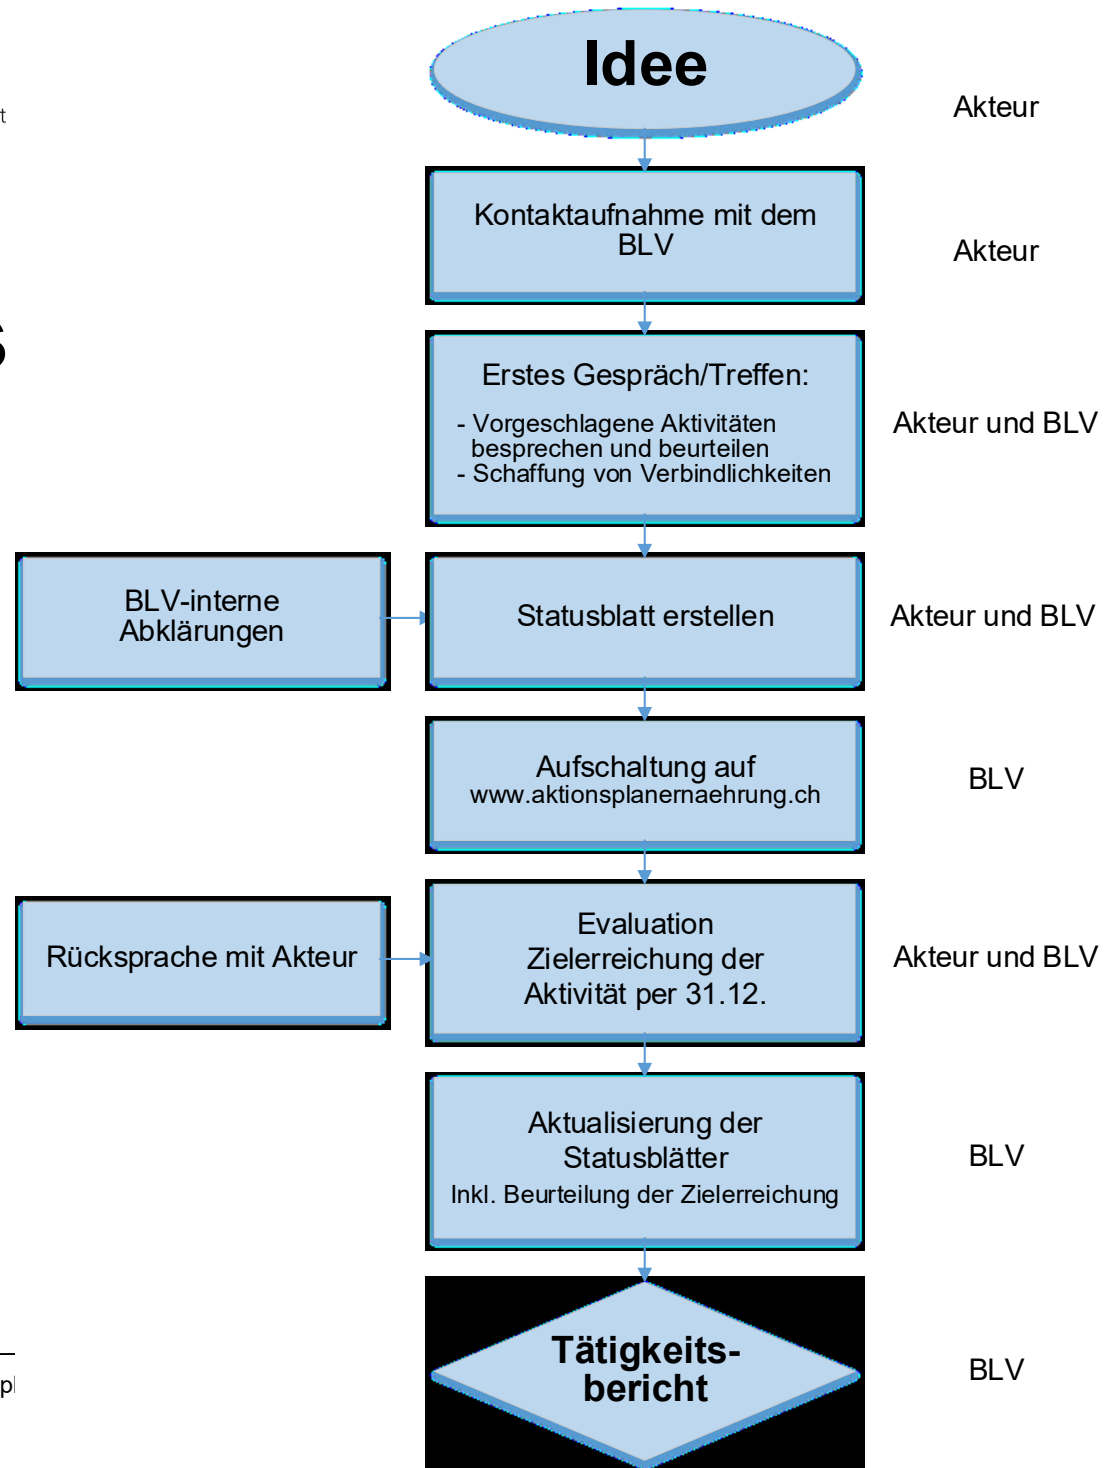 Idee
Akteur
t
Kontaktaufnahme mit dem
BLV
Akteur
s
Erstes Gespräch/Treffen:
- Vorgeschlagene Aktivitäten
besprechen und beurteilen
- Schaffung von Verbindlichkeiten
Akteur und BLV
BLV-interne
Abklärungen
Statusblatt erstellen
Akteur und BLV
Aufschaltung auf
www.aktionsplanernaehrung.ch
BLV
Rücksprache mit Akteur
Evaluation
Zielerreichung der
Aktivität per 31.12.
Akteur und BLV
Aktualisierung der
Statusblätter
Inkl. Beurteilung der Zielerreichung
BLV
Tätigkeits-
bericht
BLV
pl